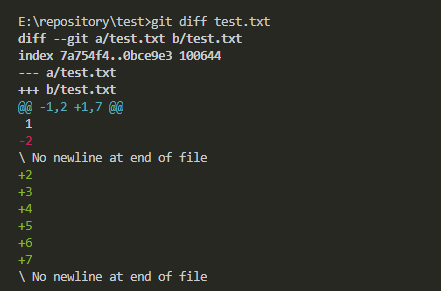 E:\repository\test>git diff test.txt
diff --git a/test.txt b/test.txt
index 7a754f4..0bce9e3 100644
--- a/test.txt
+++ b/test.txt
@@ -1,2 +1,7 @@
 1
-2
\ No newline at end of file
+2
+3
+4
+5
+6
+7
\ No newline at end of file